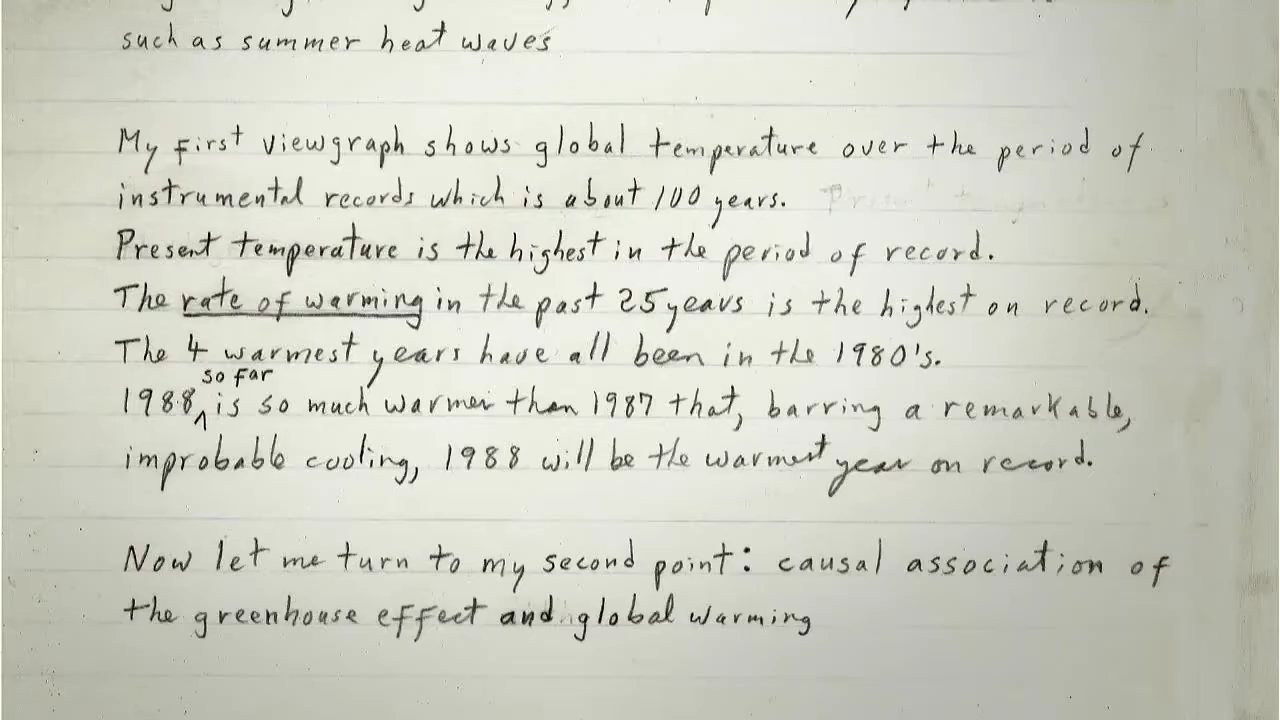 such as summer heat waves
My first viewgraph shows global temperature over the period of
instrumental records which is about 100 years.
Present temperature is the highest in the period of record.
The rate of warming in the past 25 years is the highest on record.
The 4 warmest years have all been in the 1980's.
so far
1988 ^ is so much warmer than 1987 that, barring a remarkable,
improbable cooling, 1988 will be the warmest year on record.
Now let me turn to my second point: causal association of
the greenhouse effect and global warming